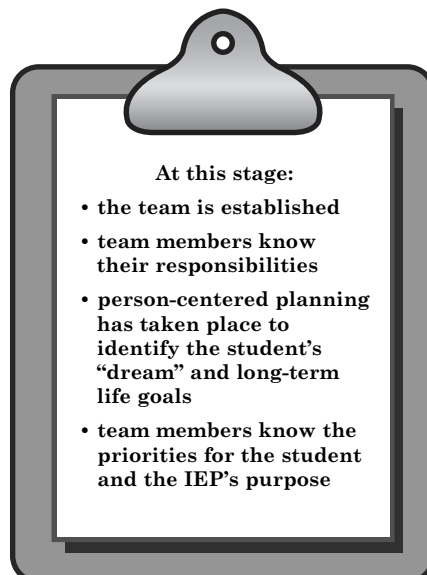 At this stage:
• the team is established
• team members know
their responsibilities
• person-centered planning
has taken place to
identify the student’s
“dream” and long-term
life goals
• team members know the
priorities for the student
and the IEP’s purpose